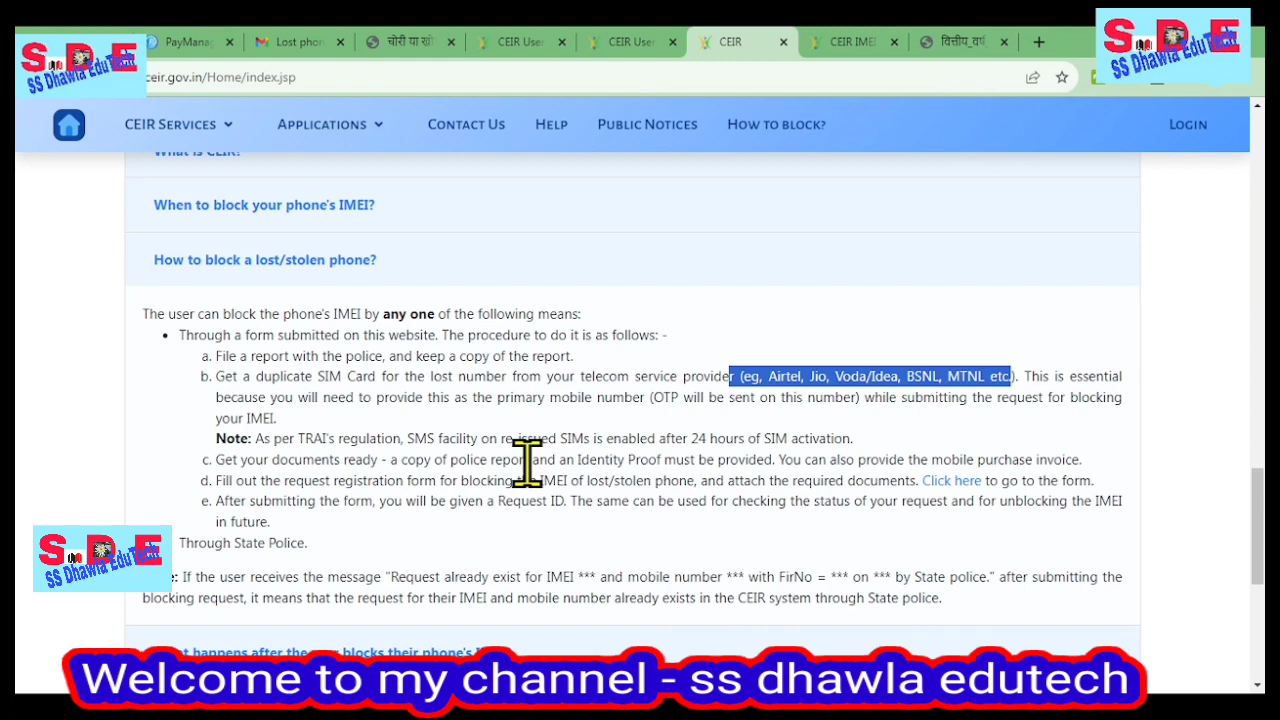 S.D E
SS Dhawla EduTech
S.D E
SS Dhawla EduTech
PayMana
Lost phon
चोरी या खो
CEIR User
CEIR User
CEIR
CEIR IMEI
वित्तीय_वर्ष
ceir.gov.in/Home/index.jsp
CEIR SERVICES
APPLICATIONS
CONTACT US
HELP
PUBLIC NOTICES
HOW TO BLOCK?
LOGIN
What is CEIR?
When to block your phone's IMEI?
How to block a lost/stolen phone?
The user can block the phone's IMEI by any one of the following means:
• Through a form submitted on this website. The procedure to do it is as follows: -
a. File a report with the police, and keep a copy of the report.
b. Get a duplicate SIM Card for the lost number from your telecom service provider (eg, Airtel, Jio, Voda/Idea, BSNL, MTNL etc.). This is essential
because you will need to provide this as the primary mobile number (OTP will be sent on this number) while submitting the request for blocking
your IMEI.
Note: As per TRAI's regulation, SMS facility on re-issued SIMs is enabled after 24 hours of SIM activation.
c. Get your documents ready - a copy of police report and an Identity Proof must be provided. You can also provide the mobile purchase invoice.
d. Fill out the request registration form for blocking the IMEI of lost/stolen phone, and attach the required documents. Click here to go to the form.
e. After submitting the form, you will be given a Request ID. The same can be used for checking the status of your request and for unblocking the IMEI
in future.
Through State Police.
S.D E
SS Dhawla EduTech
: If the user receives the message "Request already exist for IMEI *** and mobile number *** with FirNo = *** on *** by State police." after submitting the
blocking request, it means that the request for their IMEI and mobile number already exists in the CEIR system through State police.
happens after the user blocks their phone's
Welcome to my channel - ss dhawla edutech